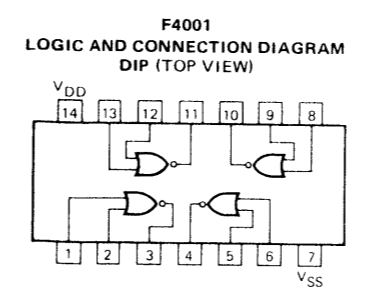 F4001
LOGIC AND CONNECTION DIAGRAM
DIP (TOP VIEW)
VDD
14 13 12 11 10 9 8
1 2 3 4 5 6 7
VSS